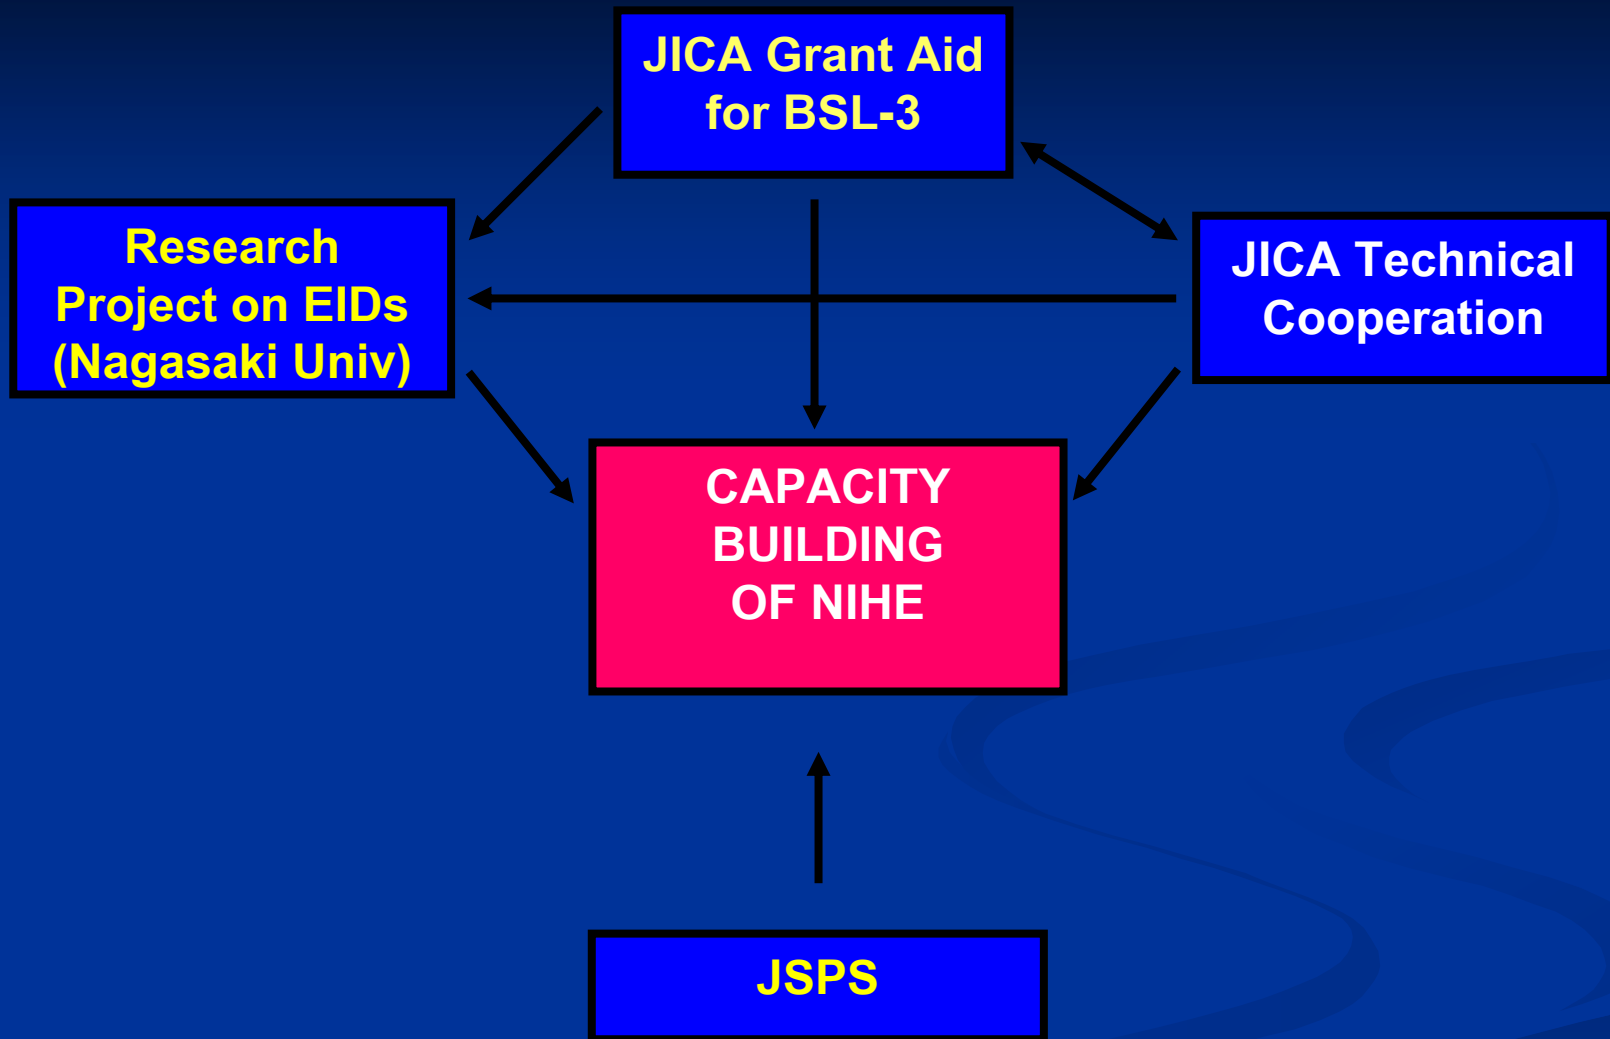 JICA Grant Aid
for BSL-3
Research
Project on EIDs
(Nagasaki Univ)
JICA Technical
Cooperation
CAPACITY
BUILDING
OF NIHE
JSPS